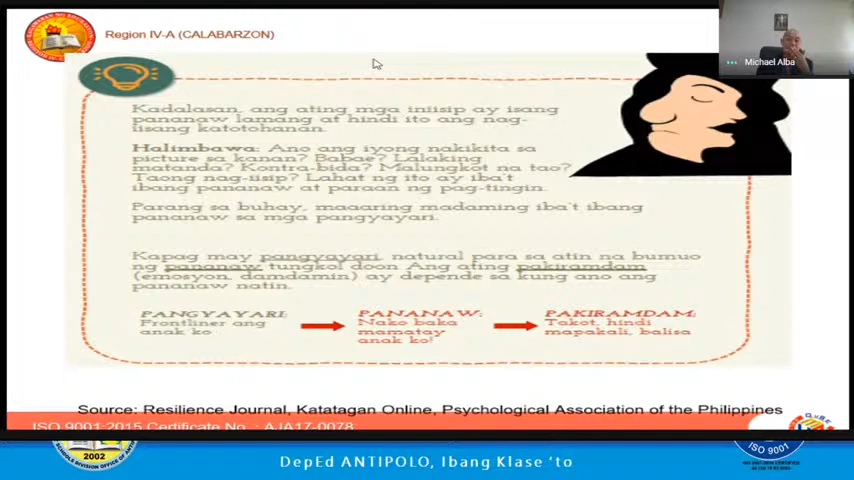 Region IV-A (CALABARZON)
Michael Alba
Kadalasan, ang ating mga iniisip ay isang
pananaw lamang at hindi ito ang nag-
iisang katotohanan.
Halimbawa: Ano ang iyong nakikita sa
picture sa kanan? Babae? Lalaking
matanda? Kontra-bida? Malungkot na tao?
Taong nag-iisip? Lahat ng ito ay iba't
ibang pananaw at paraan ng pag-tingin.
Parang sa buhay, maaaring madaming iba't ibang
pananaw sa mga pangyayari.
Kapag may pangyayari, natural para sa atin na bumuo
ng pananaw tungkol doon Ang ating pakiramdam
(emosyon, damdamin) ay depende sa kung ano ang
pananaw natin.
PANGYAYARI:
Frontliner ang
anak ko
PANANAW:
Nako baka
mamatay
anak ko!
PAKIRAMDAM:
Takot, hindi
mapakali, balisa
Source: Resilience Journal, Katatagan Online, Psychological Association of the Philippines
ISO 9001:2015 Certificate No. : AJA17-0078
2002
DepEd ANTIPOLO, Ibang Klase 'to
ISO 9001